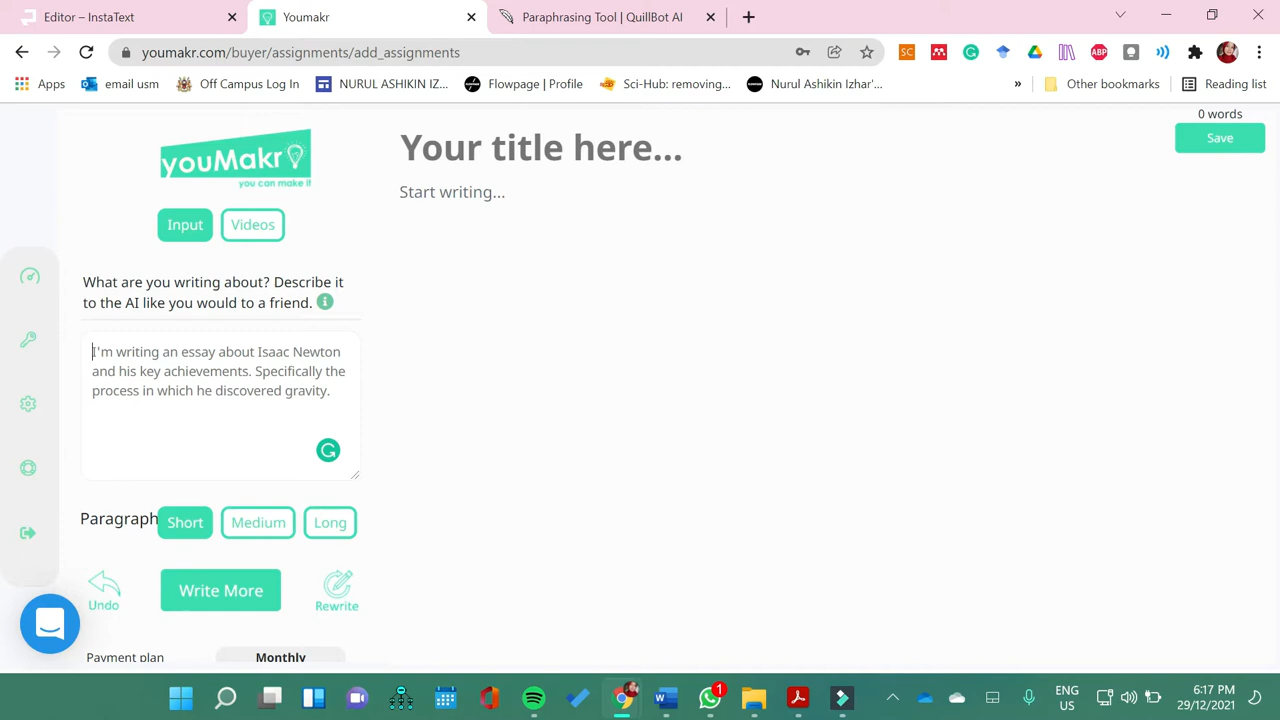 Editor – InstaText
Youmakr
Paraphrasing Tool | QuillBot AI
youmakr.com/buyer/assignments/add_assignments
SC
ABP
Apps
email usm
Off Campus Log In
NURUL ASHIKIN IZ...
Flowpage | Profile
Sci-Hub: removing...
Nurul Ashikin Izhar'...
»
Other bookmarks
Reading list
0 words
Save
youMakr
you can make it
Your title here...
Start writing...
Input
Videos
What are you writing about? Describe it
to the AI like you would to a friend.
I'm writing an essay about Isaac Newton
and his key achievements. Specifically the
process in which he discovered gravity.
Paragraph
Short
Medium
Long
Undo
Write More
Rewrite
Payment plan
Monthly
1
ENG
US
6:17 PM
29/12/2021